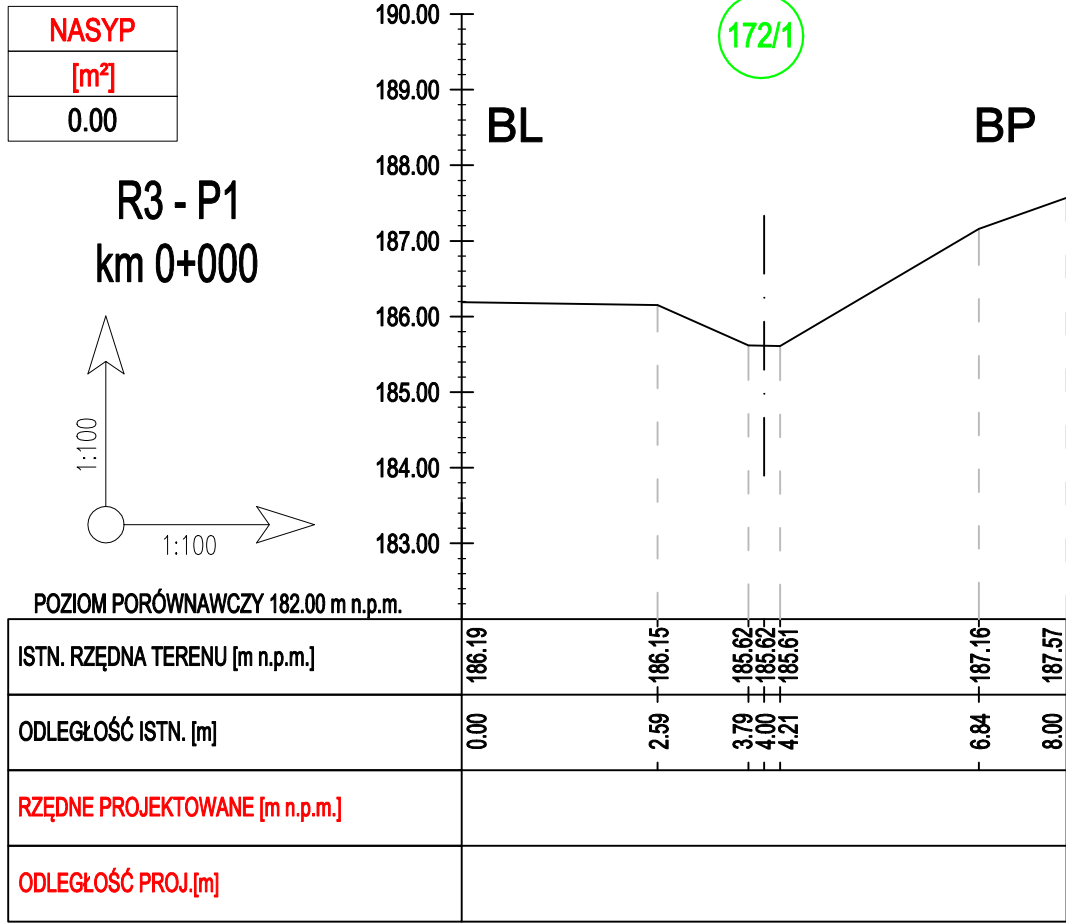 NASYP
[m²]
0.00
R3 - P1
km 0+000
1:100
1:100
190.00
189.00
188.00
187.00
186.00
185.00
184.00
183.00
172/1
BL
BP
POZIOM PORÓWNAWCZY 182.00 m n.p.m.
ISTN. RZĘDNA TERENU [m n.p.m.] 186.19 186.15 185.62 185.62 185.61 187.16 187.57
ODLEGŁOŚĆ ISTN. [m] 0.00 2.59 3.79 4.00 4.21 6.84 8.00
RZĘDNE PROJEKTOWANE [m n.p.m.]
ODLEGŁOŚĆ PROJ.[m]